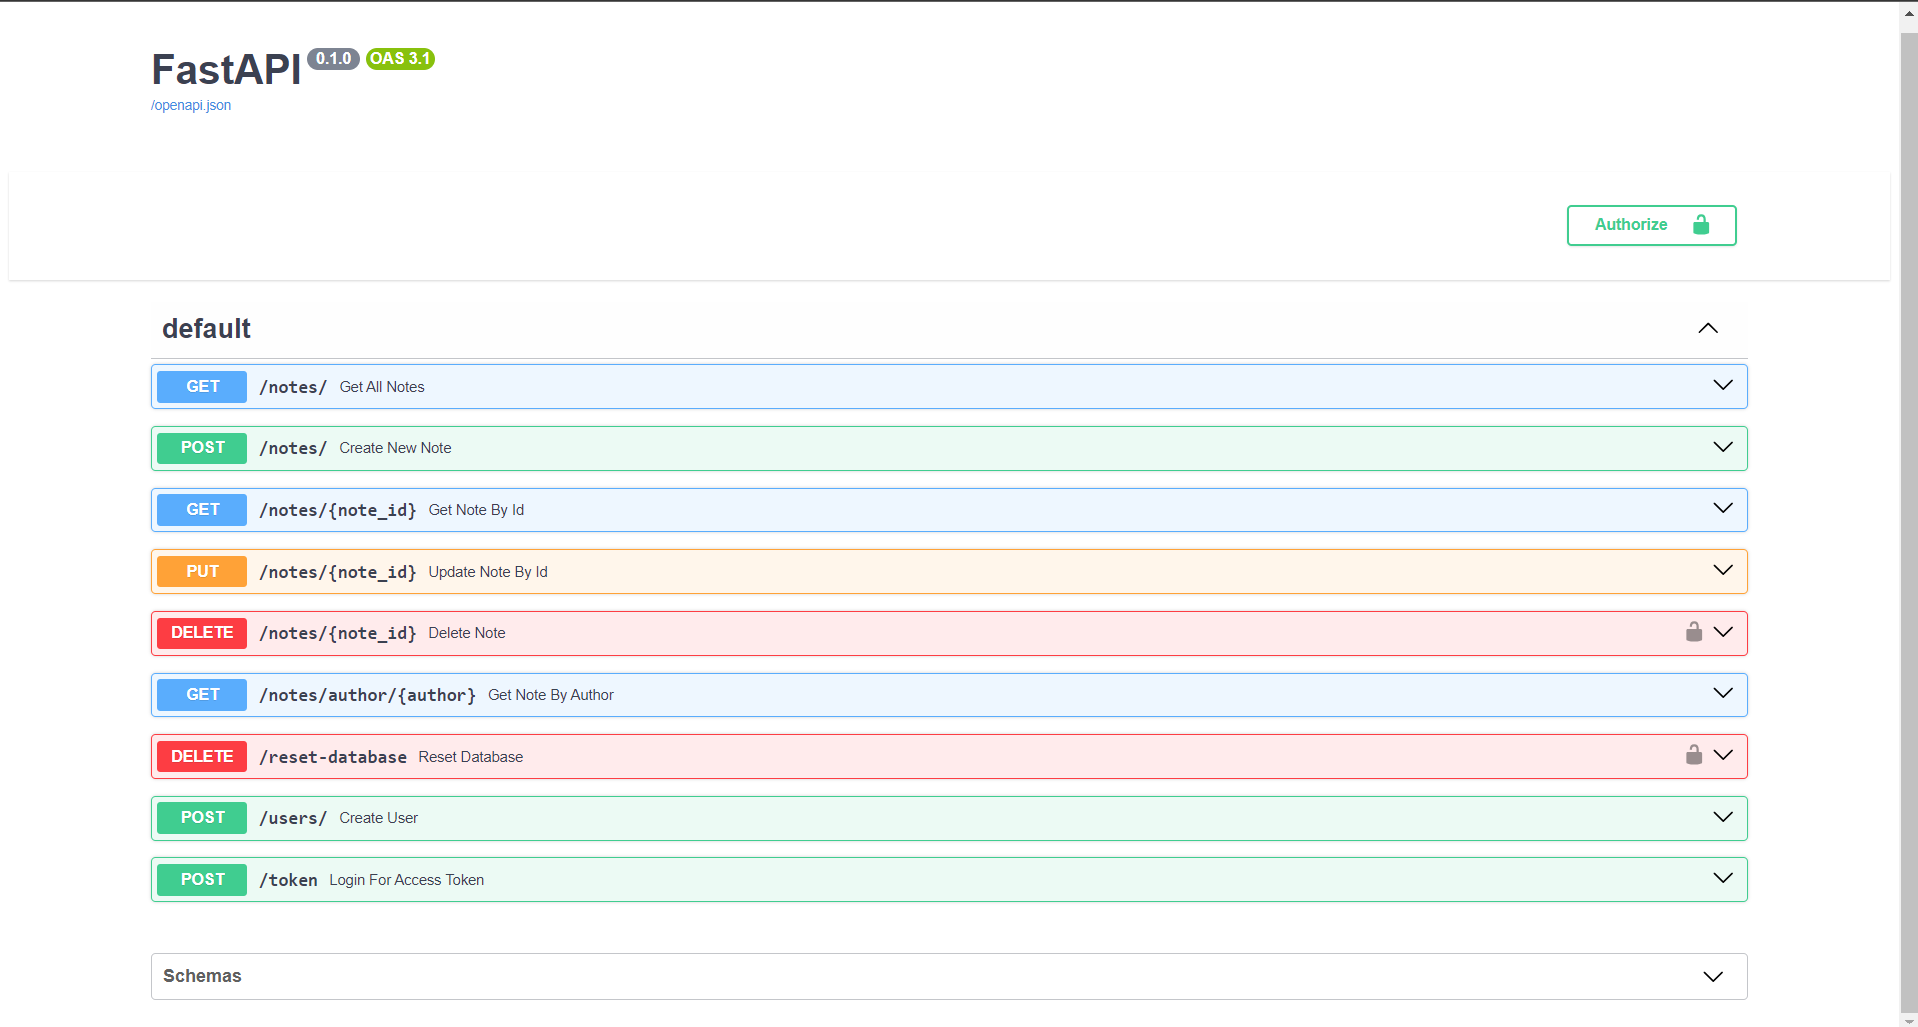 FastAPI 0.1.0 OAS 3.1
/openapi.json
Authorize
default
GET /notes/ Get All Notes
POST /notes/ Create New Note
GET /notes/{note_id} Get Note By Id
PUT /notes/{note_id} Update Note By Id
DELETE /notes/{note_id} Delete Note
GET /notes/author/{author} Get Note By Author
DELETE /reset-database Reset Database
POST /users/ Create User
POST /token Login For Access Token
Schemas